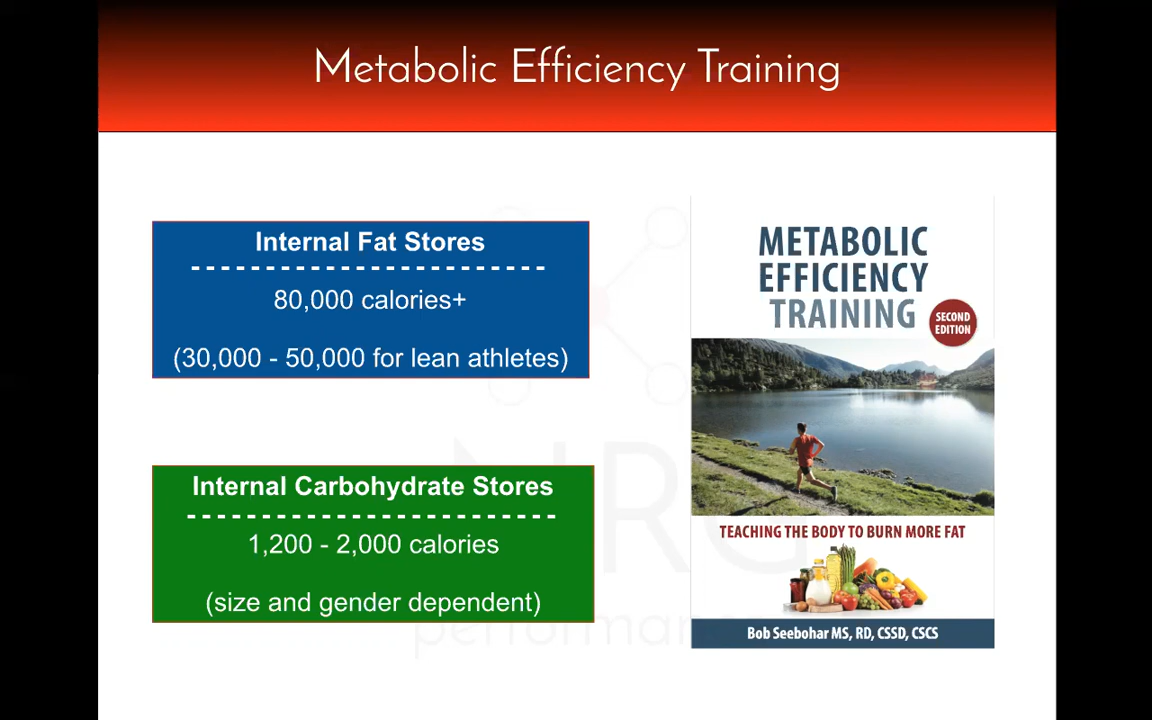 Metabolic Efficiency Training
Internal Fat Stores
80,000 calories+
(30,000 - 50,000 for lean athletes)
Internal Carbohydrate Stores
1,200 - 2,000 calories
(size and gender dependent)
METABOLIC
EFFICIENCY
TRAINING
SECOND
EDITION
TEACHING THE BODY TO BURN MORE FAT
Bob Seebohar MS, RD, CSSD, CSCS
NRG
performance